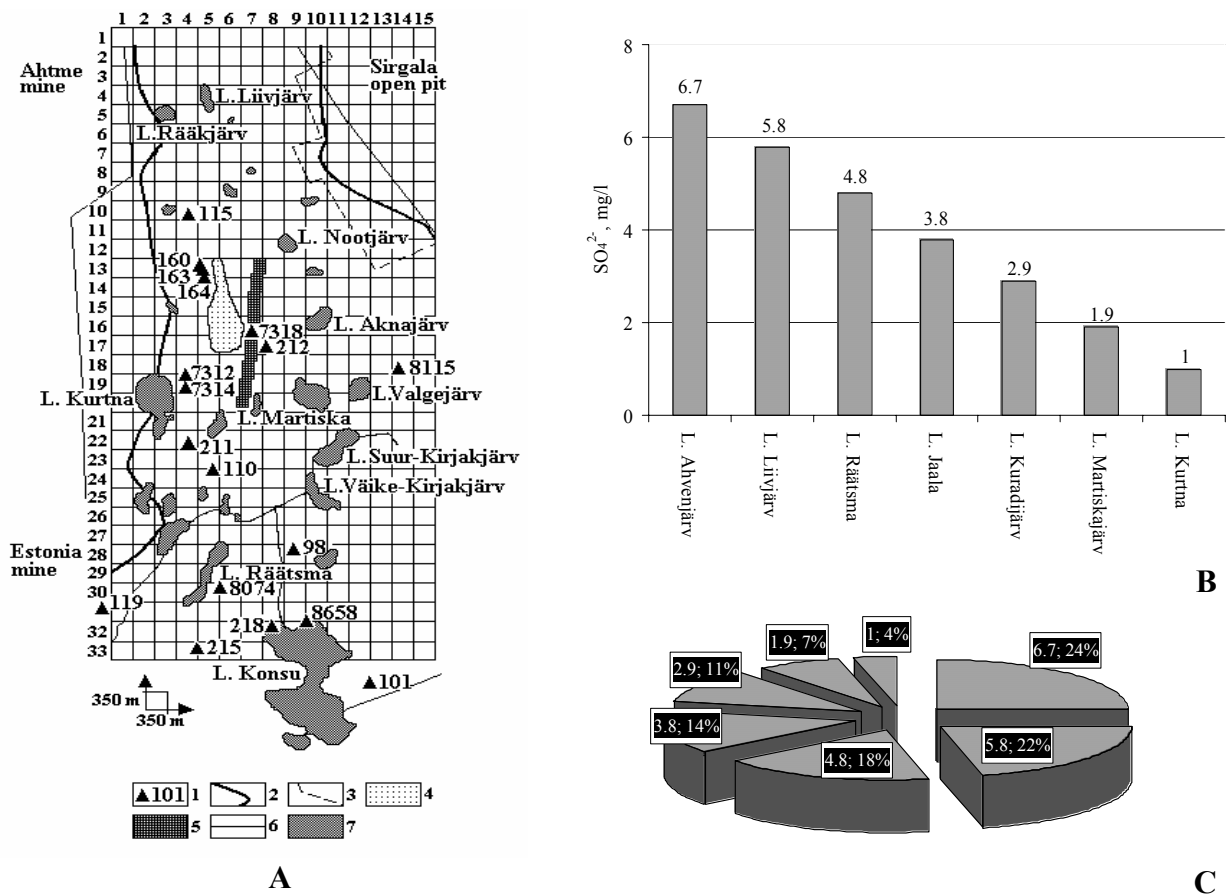 A
1 2 3 4 5 6 7 8 9 10 11 12 13 14 15
1
2
3
4
5
6
7
8
9
10
11
12
13
14
15
16
17
18
19
21
22
23
24
25
26
27
28
29
30
32
33
Ahtme
mine
Sirgala
open pit
L. Liivjärv
L. Rääkjärv
115
L. Nootjärv
160
163
164
L. Aknajärv
7318
212
8115
7312
7314
L. Kurtna
L.Valgejärv
L. Martiska
211
L.Suur-Kirjakjärv
110
L.Väike-Kirjakjärv
Estonia
mine
98
L. Räätsma
8074
119
8658
218
215
L. Konsu
101
350 m
350 m
101 1 2 3 4
5 6 7
A
B
SO4²⁻, mg/l
8
6
4
2
0
6.7
5.8
4.8
3.8
2.9
1.9
1
L. Ahvenjärv
L. Liivjärv
L. Räätsma
L. Jaala
L. Kuradijärv
L. Martiskajärv
L. Kurtna
B
6.7; 24%
5.8; 22%
4.8; 18%
3.8; 14%
2.9; 11%
1.9; 7%
1; 4%
C